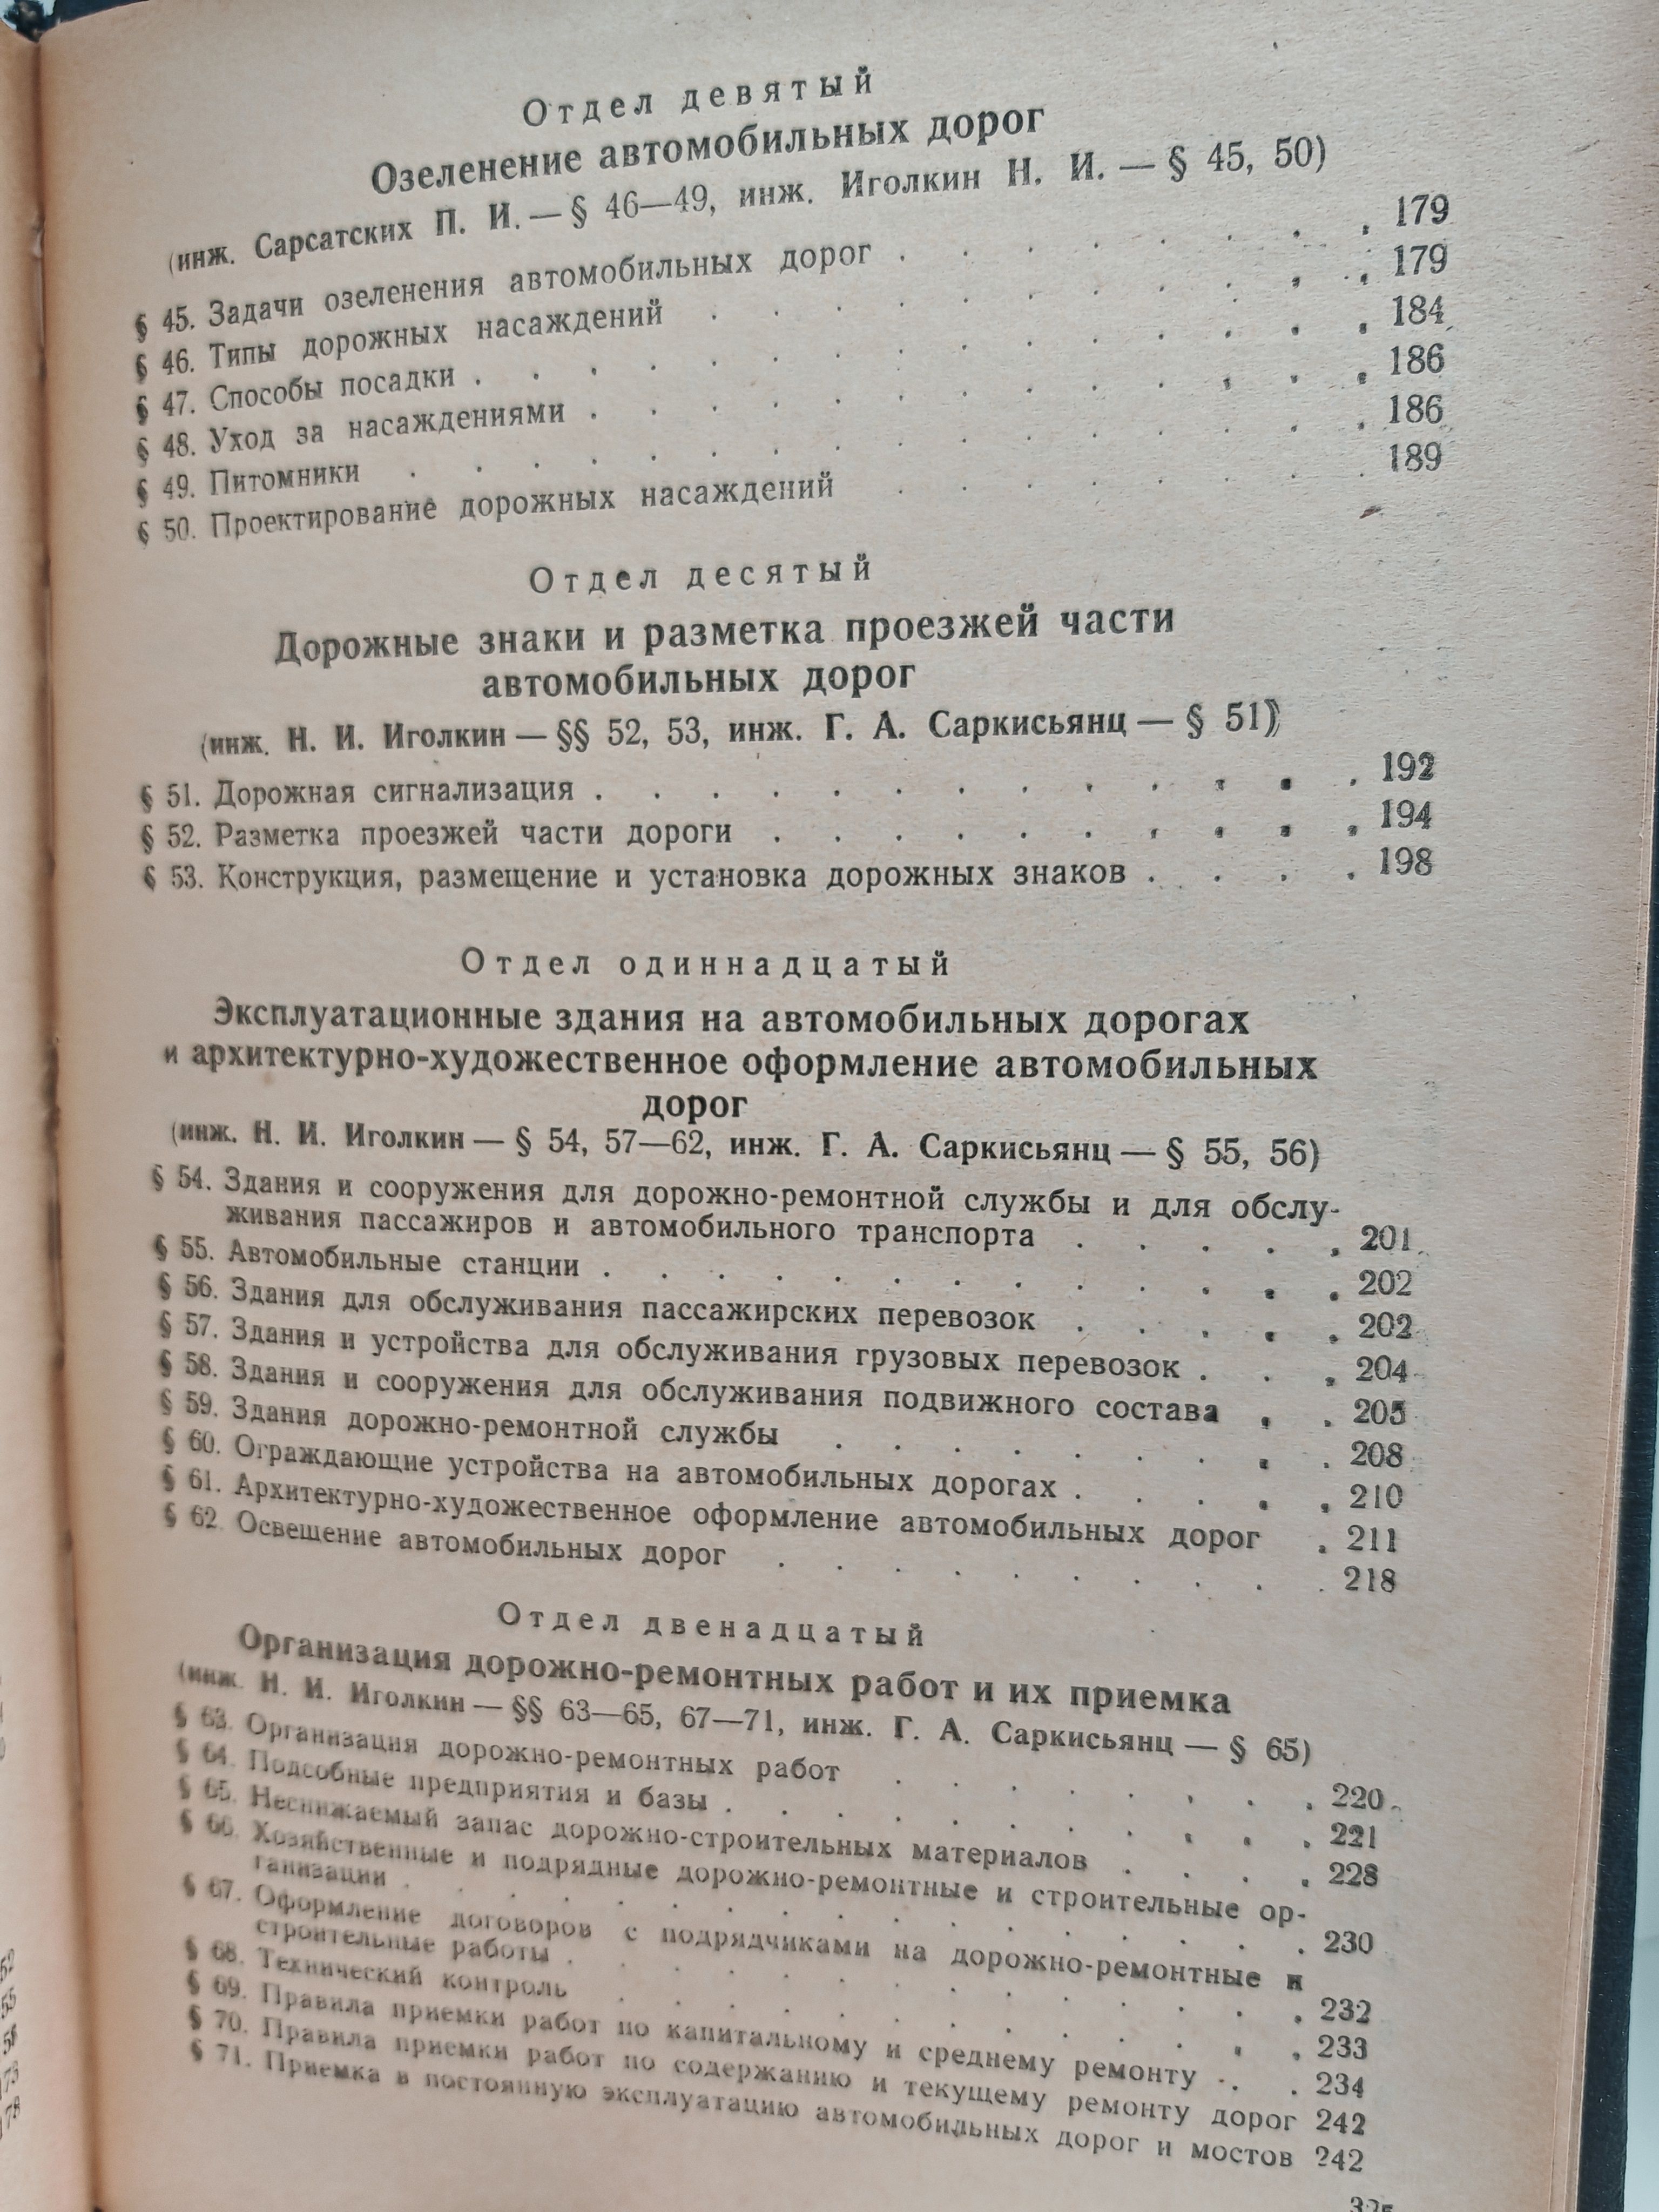 Отдел девятый
Озеленение автомобильных дорог
(инж. Сарсатских П. И. — § 46—49, инж. Иголкин Н. И. — § 45, 50)
§ 45. Задачи озеленения автомобильных дорог . . . . . . . . 179
§ 46. Типы дорожных насаждений . . . . . . . . . . . 179
§ 47. Способы посадки . . . . . . . . . . . . . . 184
§ 48. Уход за насаждениями . . . . . . . . . . . . . 186
§ 49. Питомники . . . . . . . . . . . . . . . . 186
§ 50. Проектирование дорожных насаждений . . . . . . . . 189
Отдел десятый
Дорожные знаки и разметка проезжей части
автомобильных дорог
(инж. Н. И. Иголкин — §§ 52, 53, инж. Г. А. Саркисьянц — § 51)
§ 51. Дорожная сигнализация . . . . . . . . . . . . . 192
§ 52. Разметка проезжей части дороги . . . . . . . . . . 194
§ 53. Конструкция, размещение и установка дорожных знаков . . . . 198
Отдел одиннадцатый
Эксплуатационные здания на автомобильных дорогах
и архитектурно-художественное оформление автомобильных
дорог
(инж. Н. И. Иголкин — § 54, 57—62, инж. Г. А. Саркисьянц — § 55, 56)
§ 54. Здания и сооружения для дорожно-ремонтной службы и для обслу-
живания пассажиров и автомобильного транспорта . . . . . 201
§ 55. Автомобильные станции . . . . . . . . . . . . . 202
§ 56. Здания для обслуживания пассажирских перевозок . . . . . 202
§ 57. Здания и устройства для обслуживания грузовых перевозок . . . 204
§ 58. Здания и сооружения для обслуживания подвижного состава . . 205
§ 59. Здания дорожно-ремонтной службы . . . . . . . . . 208
§ 60. Ограждающие устройства на автомобильных дорогах . . . . . 210
§ 61. Архитектурно-художественное оформление автомобильных дорог . 211
§ 62. Освещение автомобильных дорог . . . . . . . . . . 218
Отдел двенадцатый
Организация дорожно-ремонтных работ и их приемка
(инж. Н. И. Иголкин — §§ 63—65, 67—71, инж. Г. А. Саркисьянц — § 65)
§ 63. Организация дорожно-ремонтных работ . . . . . . . . 220
§ 64. Подсобные предприятия и базы . . . . . . . . . . . 221
§ 65. Неснижаемый запас дорожно-строительных материалов . . . . 228
§ 66. Хозяйственные и подрядные дорожно-ремонтные и строительные ор-
ганизации . . . . . . . . . . . . . . . . 230
§ 67. Оформление договоров с подрядчиками на дорожно-ремонтные и
строительные работы . . . . . . . . . . . . . 232
§ 68. Технический контроль . . . . . . . . . . . . 233
§ 69. Правила приемки работ по капитальному и среднему ремонту . . . 234
§ 70. Правила приемки работ по содержанию и текущему ремонту дорог 242
§ 71. Приемка в постоянную эксплуатацию автомобильных дорог и мостов 242